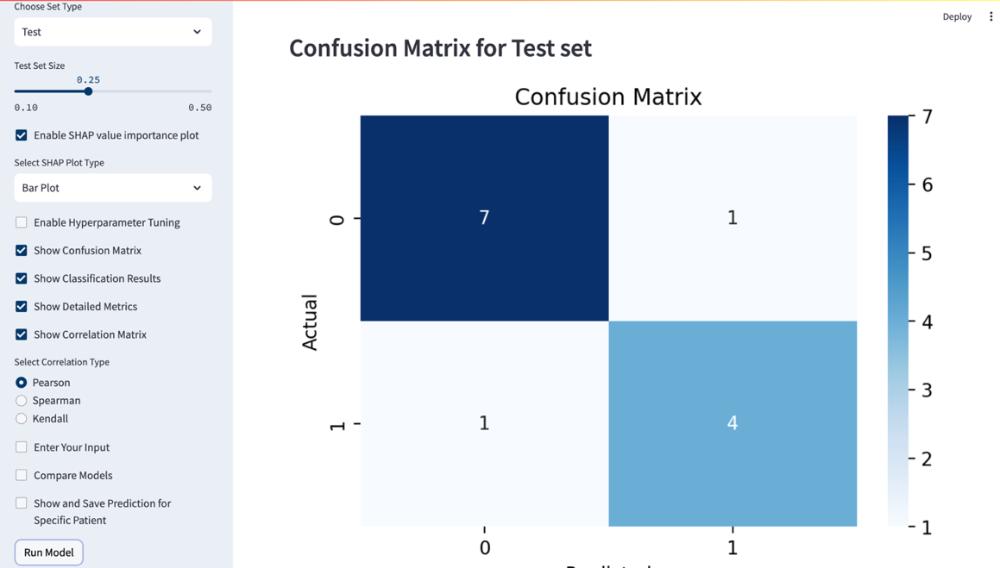 Choose Set Type
Test
Test Set Size
0.25
0.10 0.50
Enable SHAP value importance plot
Select SHAP Plot Type
Bar Plot
Enable Hyperparameter Tuning
Show Confusion Matrix
Show Classification Results
Show Detailed Metrics
Show Correlation Matrix
Select Correlation Type
Pearson
Spearman
Kendall
Enter Your Input
Compare Models
Show and Save Prediction for
Specific Patient
Run Model
Deploy
Confusion Matrix for Test set
Confusion Matrix
Actual
0
1
7 1
1 4
0 1
7
6
5
4
3
2
1